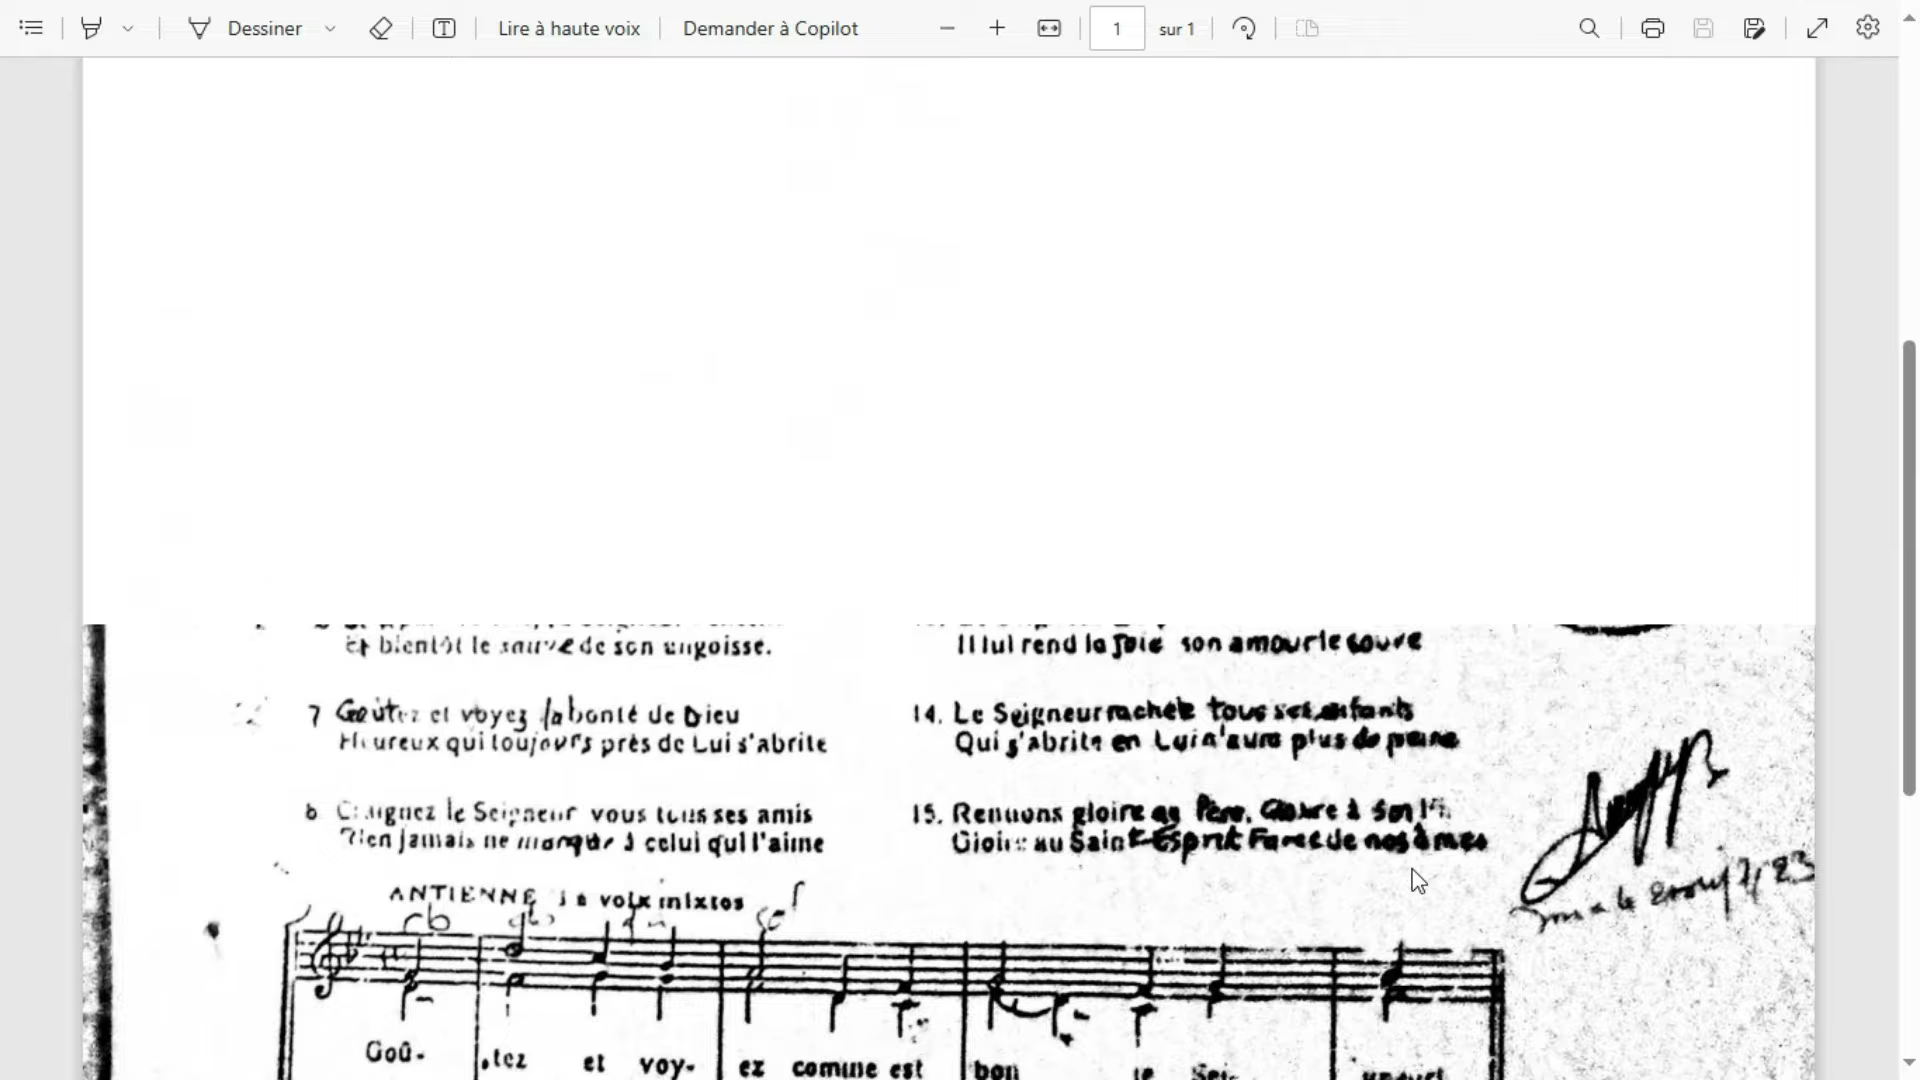 Lire à haute voix
Dessiner
Demander à Copilot
1 sur 1
Et bientôt le sauve de son angoisse.
Il lui rend la Joie son amour le couvre
7 Goûtez et voyez la bonté de Dieu
Heureux qui toujours près de Lui s'abrite
14. Le Seigneur rachète tous ses enfants
Qui s'abrite en Lui n'aura plus de peine
8 Craignez le Seigneur vous tous ses amis
Rien jamais ne manque à celui qui l'aime
15. Rendons gloire au Père, Gloire à Son
Gloire au Saint-Esprit Force de nos âmes
ANTIENNE à voix mixtes
Goû- tez et voy- ez comme est bon le Sei-